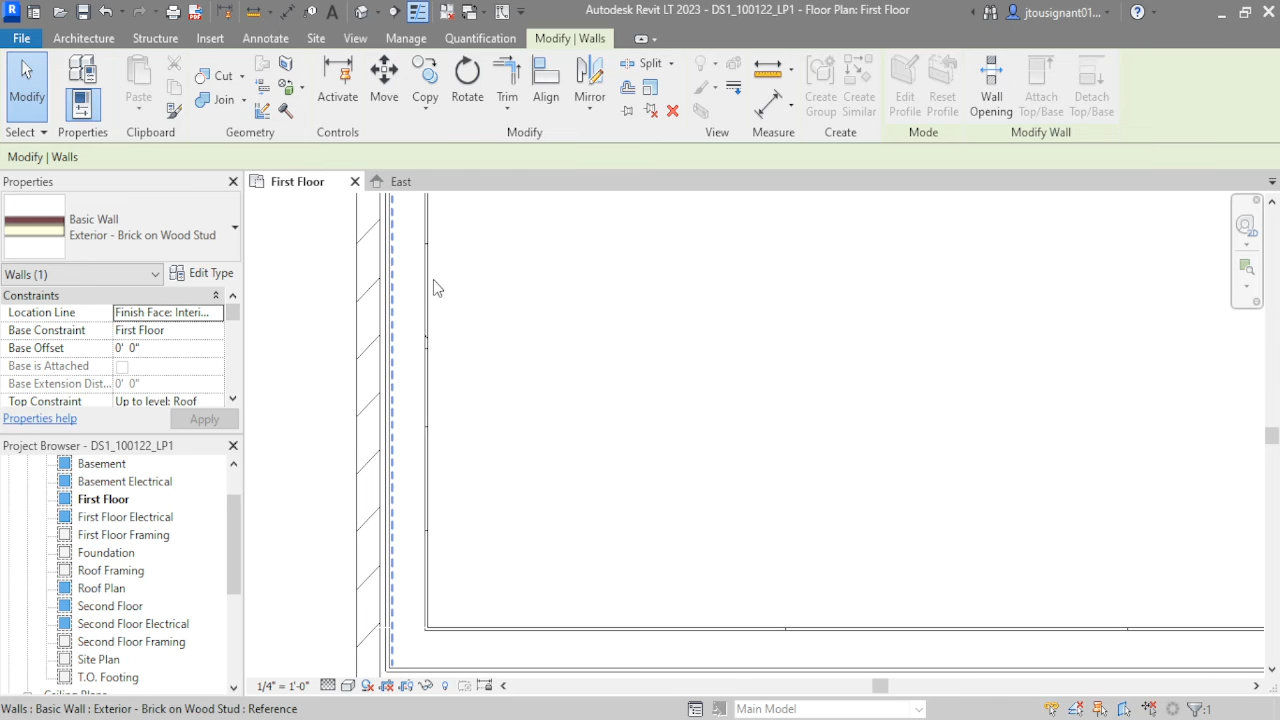 Autodesk Revit LT 2023 - DS1_100122_LP1 - Floor Plan: First Floor
jtousignant01...
File Architecture Structure Insert Annotate Site View Manage Quantification Modify | Walls
Modify Paste Cut Join Activate Move Copy Rotate Trim Align Mirror Split
Create Group Create Similar Edit Profile Reset Profile Wall Opening Attach Top/Base Detach Top/Base
Select Properties Clipboard Geometry Controls Modify View Measure Create Mode Modify Wall
Modify | Walls
Properties
First Floor
East
Basic Wall
Exterior - Brick on Wood Stud
Walls (1)
Edit Type
Constraints
Location Line Finish Face: Interi...
Base Constraint First Floor
Base Offset 0' 0"
Base is Attached
Base Extension Dist... 0' 0"
Top Constraint Up to level: Roof
Properties help
Apply
Project Browser - DS1_100122_LP1
Basement
Basement Electrical
First Floor
First Floor Electrical
First Floor Framing
Foundation
Roof Framing
Roof Plan
Second Floor
Second Floor Electrical
Second Floor Framing
Site Plan
T.O. Footing
Ceiling Plans
2D
1/4" = 1'-0"
Walls : Basic Wall : Exterior - Brick on Wood Stud : Reference
Main Model
:1